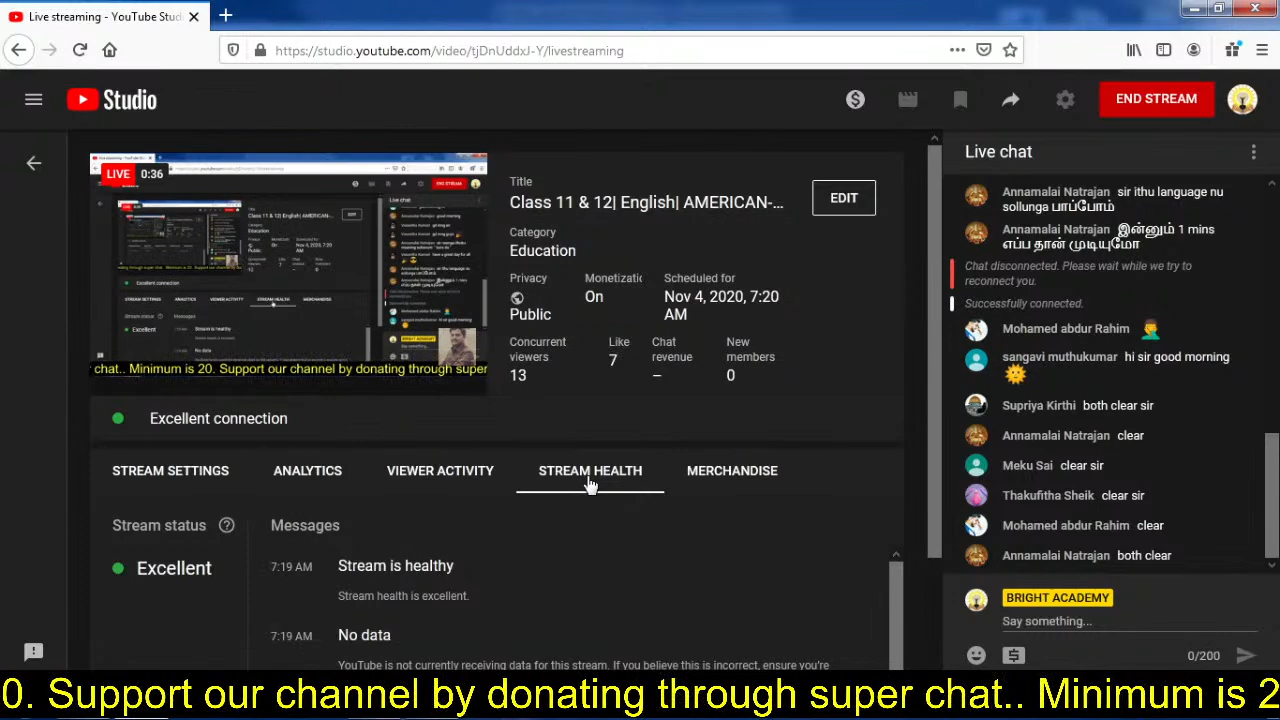 Live streaming - YouTube Stud
https://studio.youtube.com/video/tjDnUddxJ-Y/livestreaming
Studio
END STREAM
LIVE 0:36
chat.. Minimum is 20. Support our channel by donating through super
Title
Class 11 & 12| English| AMERICAN-...
EDIT
Category
Education
Privacy
Public
Monetizatic
On
Scheduled for
Nov 4, 2020, 7:20
AM
Concurrent
viewers
13
Like
7
Chat
revenue
–
New
members
0
Excellent connection
STREAM SETTINGS
ANALYTICS
VIEWER ACTIVITY
STREAM HEALTH
MERCHANDISE
Stream status
Excellent
Messages
7:19 AM Stream is healthy
Stream health is excellent.
7:19 AM No data
YouTube is not currently receiving data for this stream. If you believe this is incorrect, ensure you're
Live chat
Annamalai Natrajan sir ithu language nu
sollunga பாப்போம்
Annamalai Natrajan இன்னும் 1 mins
எப்ப தான் முடியுமோ
Chat disconnected. Please wait while we try to
reconnect you.
Successfully connected.
Mohamed abdur Rahim 🤦‍♂️
sangavi muthukumar hi sir good morning
🌞
Supriya Kirthi both clear sir
Annamalai Natrajan clear
Meku Sai clear sir
Thakufitha Sheik clear sir
Mohamed abdur Rahim clear
Annamalai Natrajan both clear
BRIGHT ACADEMY
Say something...
0/200
0. Support our channel by donating through super chat.. Minimum is 2